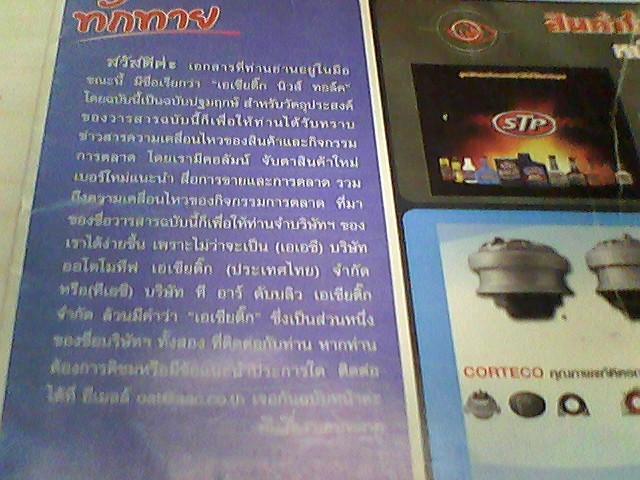 ทักทาย
สวัสดีค่ะ เอกสารที่ท่านอ่านอยู่ในมือ
ขณะนี้ มีชื่อเรียกว่า "เอเซียติ๊ก นิวส์ ทอล์ค"
โดยฉบับนี้เป็นฉบับปฐมฤกษ์ สำหรับวัตถุประสงค์
ของวารสารฉบับนี้ก็เพื่อให้ท่านได้รับทราบ
ข่าวสารความเคลื่อนไหวของสินค้าและกิจกรรม
การตลาด โดยเรามีคอลัมน์ จับตาสินค้าใหม่
เบอร์ใหม่แนะนำ สื่อการขายและการตลาด รวม
ถึงความเคลื่อนไหวของกิจกรรมการตลาด ที่มา
ของชื่อวารสารฉบับนี้ก็เพื่อให้ท่านจำบริษัทฯ ของ
เราได้ง่ายขึ้น เพราะไม่ว่าจะเป็น (เอเอซี) บริษัท
ออโตโมทีฟ เอเซียติ๊ก (ประเทศไทย) จำกัด
หรือ(ทีเอซี) บริษัท ที อาร์ ดับบลิว เอเซียติ๊ก
จำกัด ล้วนมีคำว่า "เอเซียติ๊ก" ซึ่งเป็นส่วนหนึ่ง
ของชื่อบริษัทฯ ทั้งสอง ที่ติดต่อกับท่าน หากท่าน
ต้องการติชมหรือมีข้อแนะนำประการใด ติดต่อ
ได้ที่ อีเมลล์ เจอกันฉบับหน้าค่ะ
STP
CORTECO